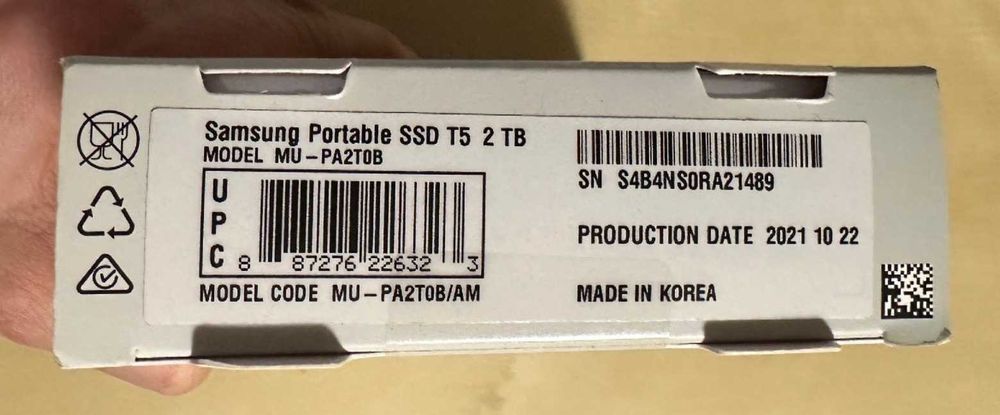 Samsung Portable SSD T5 2 TB
MODEL MU-PA2T0B
UPC
8 87276 22632 3
MODEL CODE MU-PA2T0B/AM
SN S4B4NS0RA21489
PRODUCTION DATE 2021 10 22
MADE IN KOREA